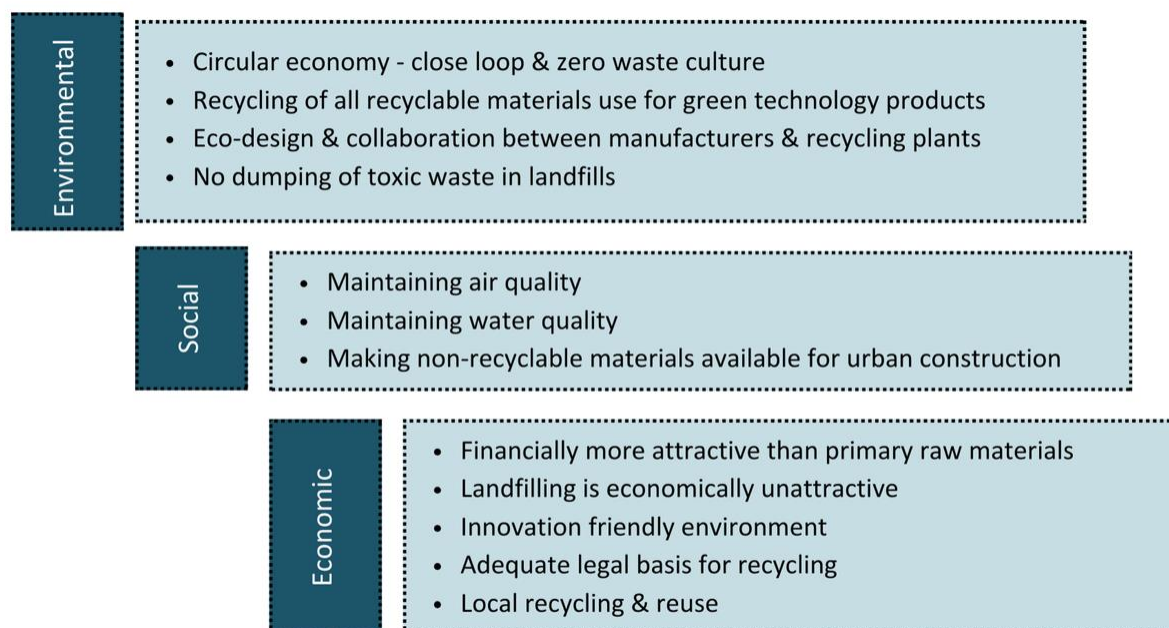 Environmental
• Circular economy - close loop & zero waste culture
• Recycling of all recyclable materials use for green technology products
• Eco-design & collaboration between manufacturers & recycling plants
• No dumping of toxic waste in landfills
Social
• Maintaining air quality
• Maintaining water quality
• Making non-recyclable materials available for urban construction
Economic
• Financially more attractive than primary raw materials
• Landfilling is economically unattractive
• Innovation friendly environment
• Adequate legal basis for recycling
• Local recycling & reuse